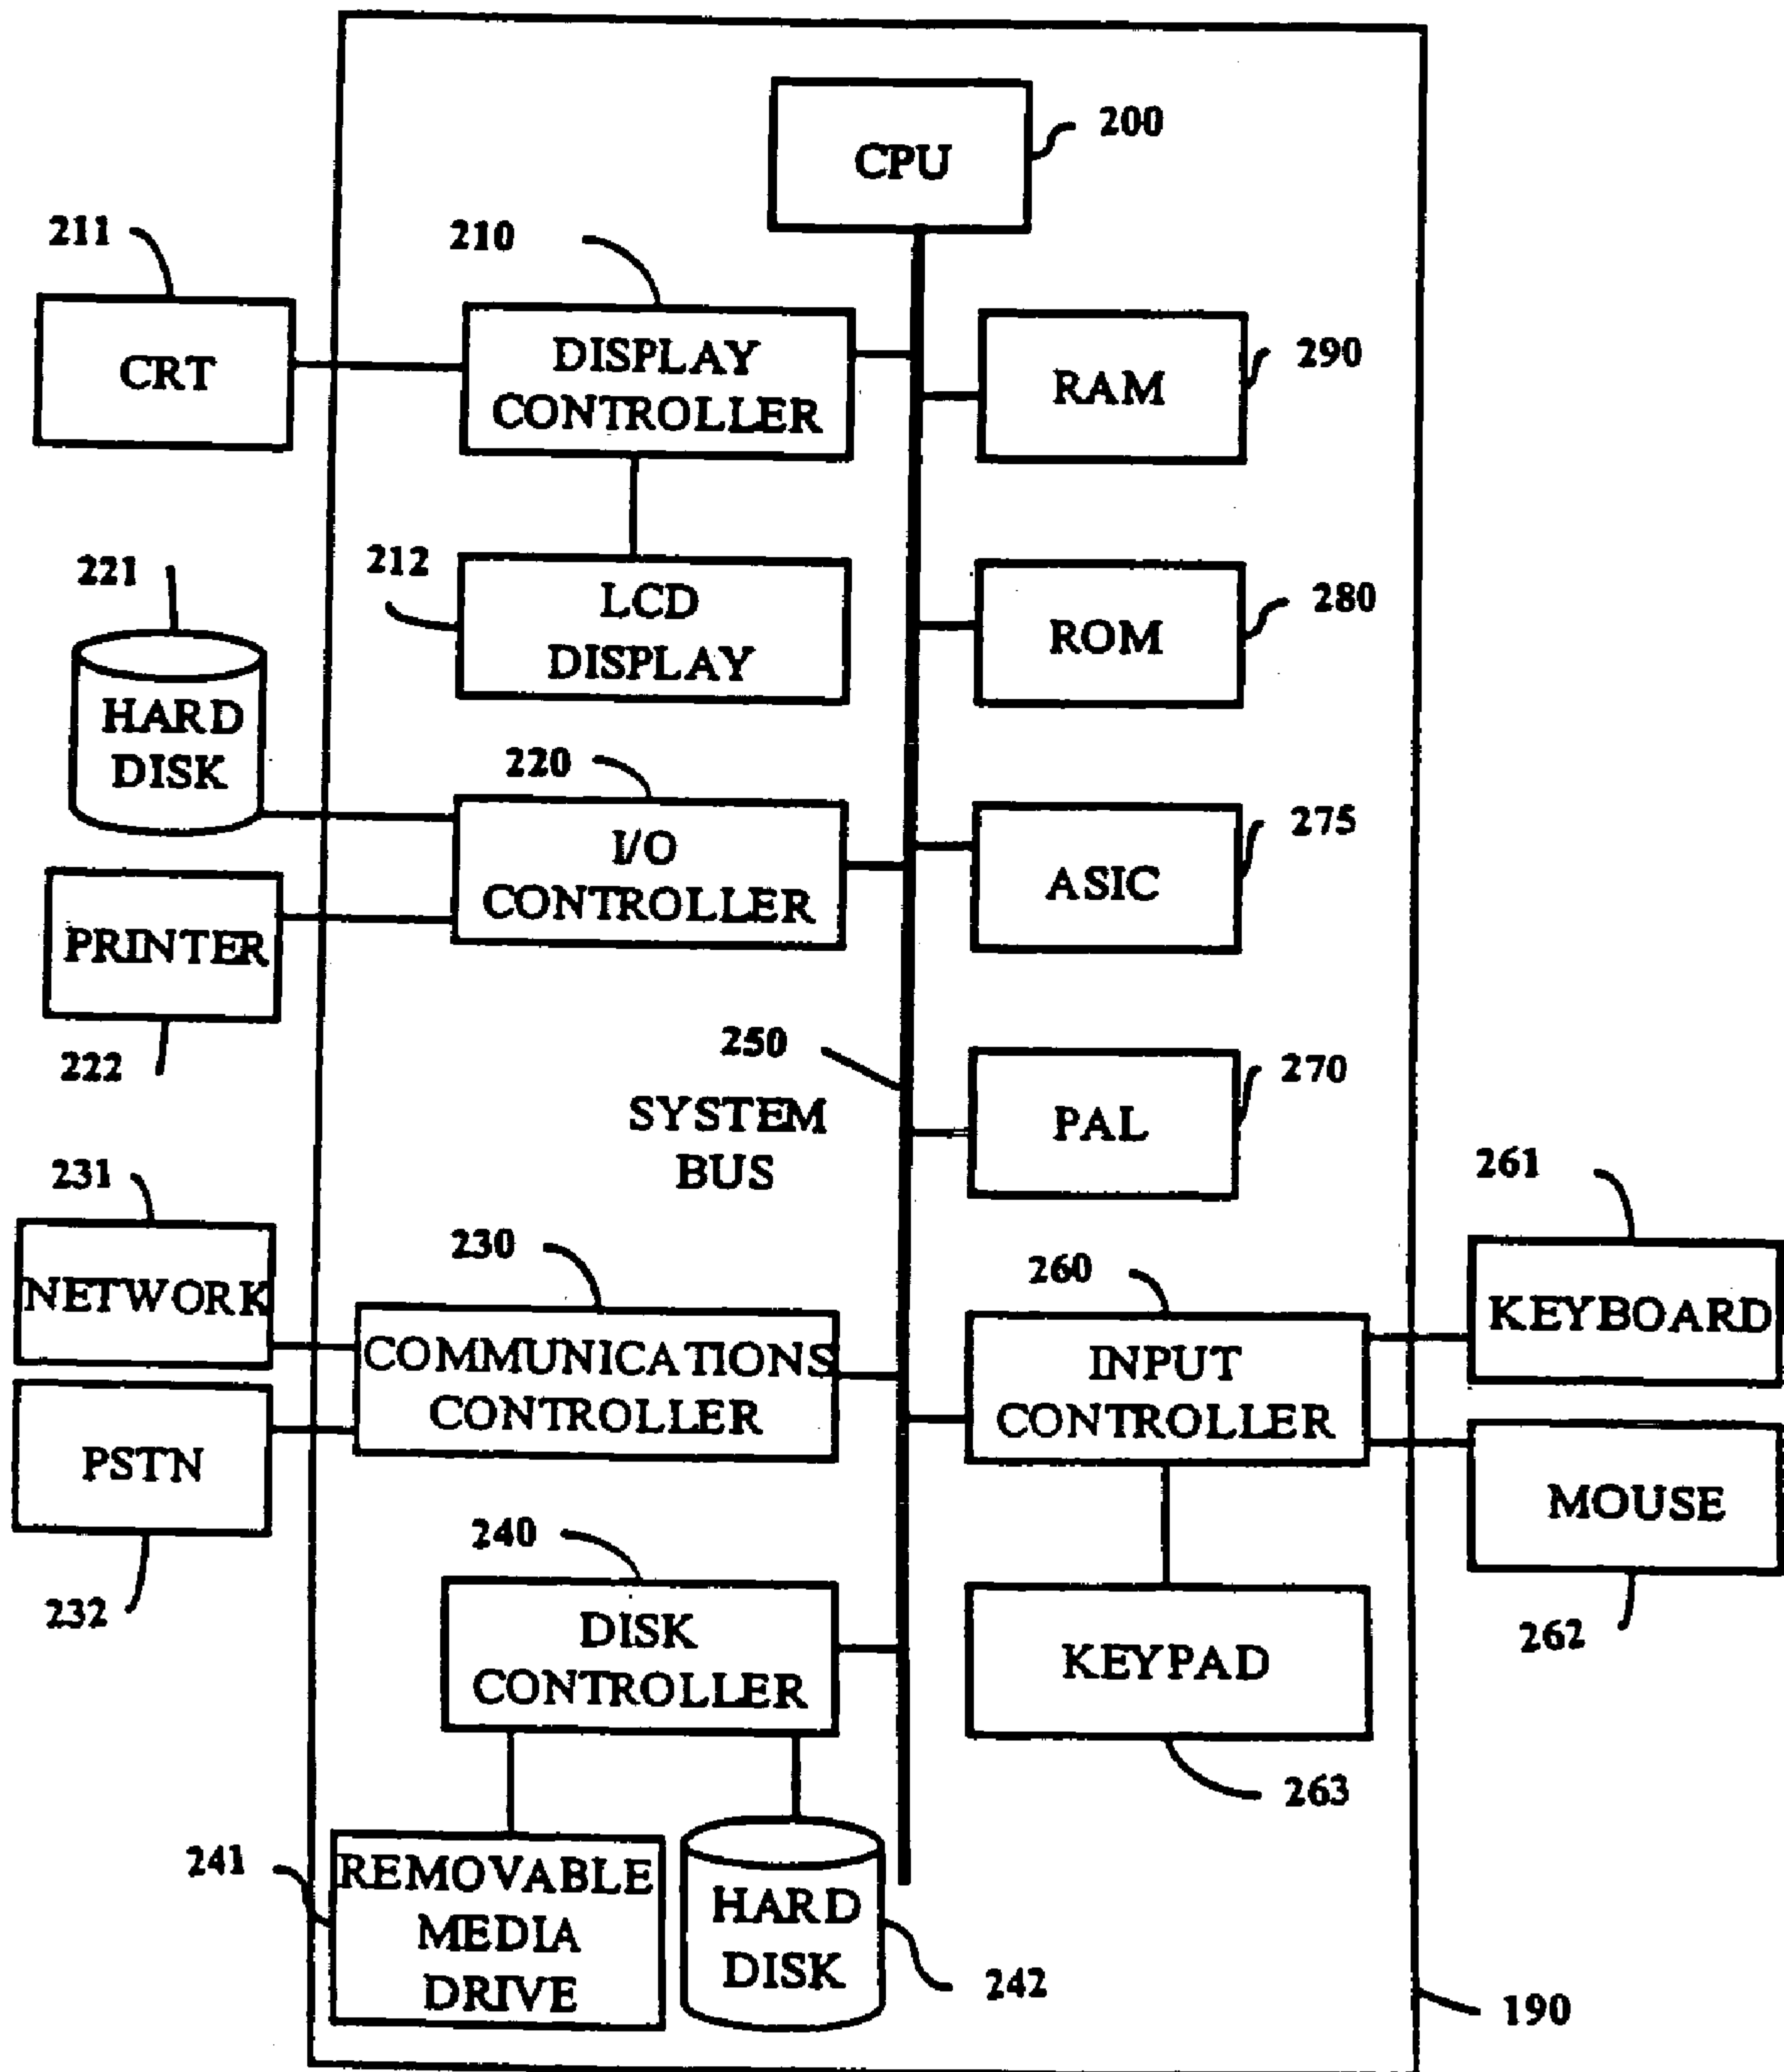 CPU
200
211
210
CRT
DISPLAY
CONTROLLER
RAM
290
221
212
LCD
DISPLAY
ROM
280
HARD
DISK
220
I/O
CONTROLLER
ASIC
275
PRINTER
222
250
SYSTEM
BUS
PAL
270
231
NETWORK
230
COMMUNICATIONS
CONTROLLER
260
INPUT
CONTROLLER
261
KEYBOARD
PSTN
232
MOUSE
262
240
DISK
CONTROLLER
KEYPAD
263
241
REMOVABLE
MEDIA
DRIVE
HARD
DISK
242
190